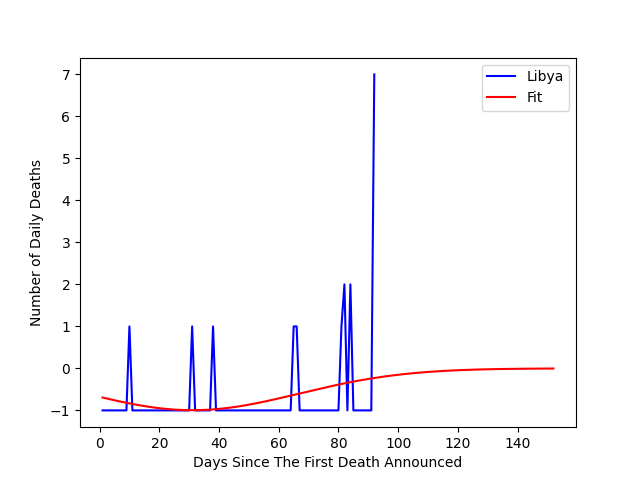 Libya
Fit
7
6
5
4
3
2
1
0
−1
0 20 40 60 80 100 120 140
Number of Daily Deaths
Days Since The First Death Announced